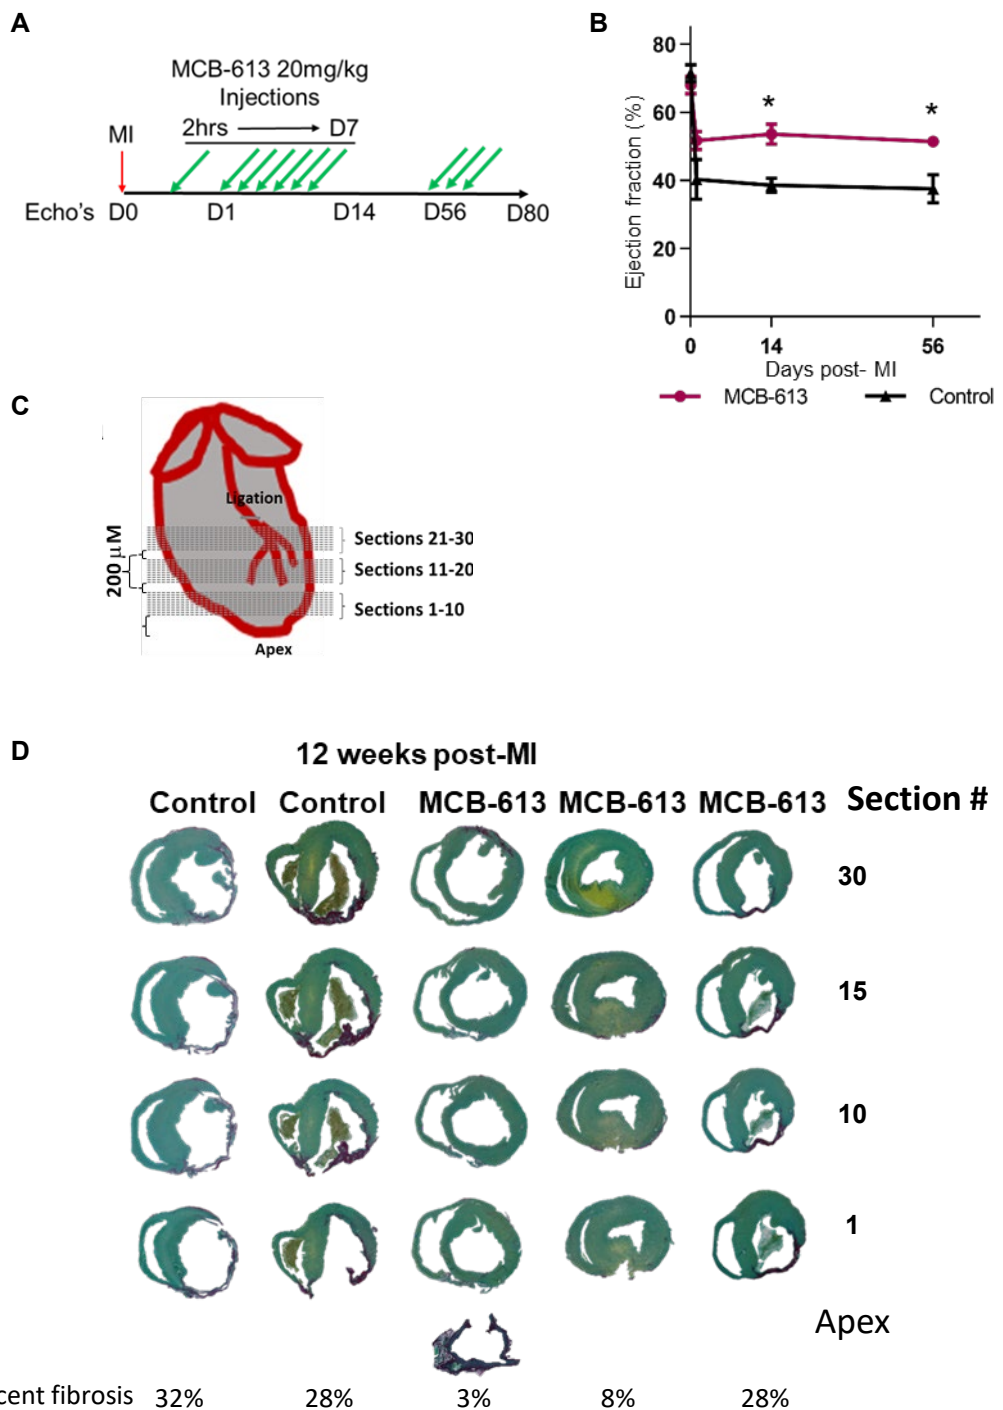 A
MCB-613 20mg/kg
Injections
2hrs D7
MI
Echo's D0 D1 D14 D56 D80
B
80
60
40
20
0
Ejection fraction (%)
* *
0 14 56
Days post- MI
MCB-613 Control
C
Ligation
200 µM
Sections 21-30
Sections 11-20
Sections 1-10
Apex
D
12 weeks post-MI
Control Control MCB-613 MCB-613 MCB-613 Section #
30
15
10
1
Apex
cent fibrosis 32% 28% 3% 8% 28%